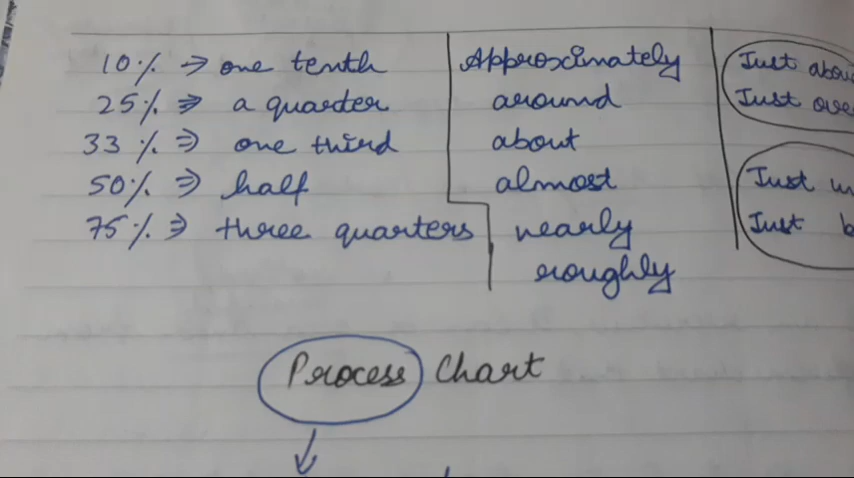 10% → one tenth
25% ⇒ a quarter
33 % ⇒ one third
50% ⇒ half
75% ⇒ three quarters
Approximately
around
about
almost
nearly
roughly
Just
Just
Just
Just
Process Chart